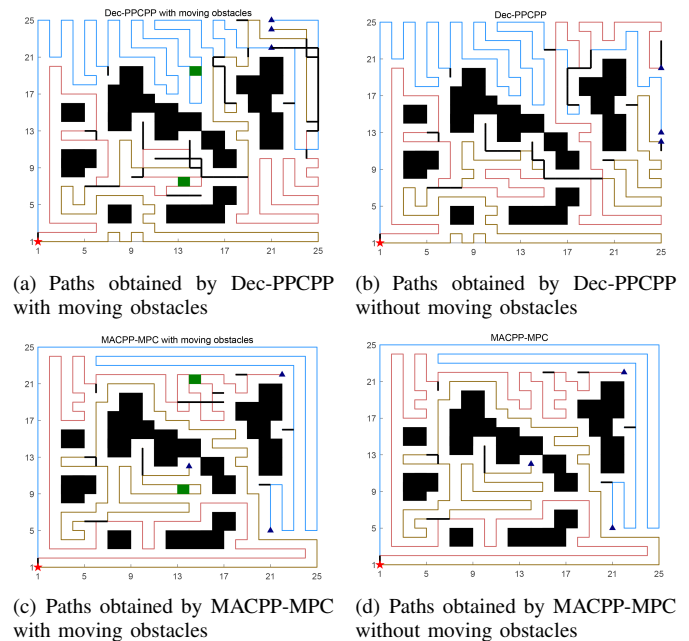 Dec-PPCPP with moving obstacles
25
21
17
13
9
5
1
1 5 9 13 17 21 25
(a) Paths obtained by Dec-PPCPP
with moving obstacles
Dec-PPCPP
25
21
17
13
9
5
1
1 5 9 13 17 21 25
(b) Paths obtained by Dec-PPCPP
without moving obstacles
MACPP-MPC with moving obstacles
25
21
17
13
9
5
1
1 5 9 13 17 21 25
(c) Paths obtained by MACPP-MPC
with moving obstacles
MACPP-MPC
25
21
17
13
9
5
1
1 5 9 13 17 21 25
(d) Paths obtained by MACPP-MPC
without moving obstacles